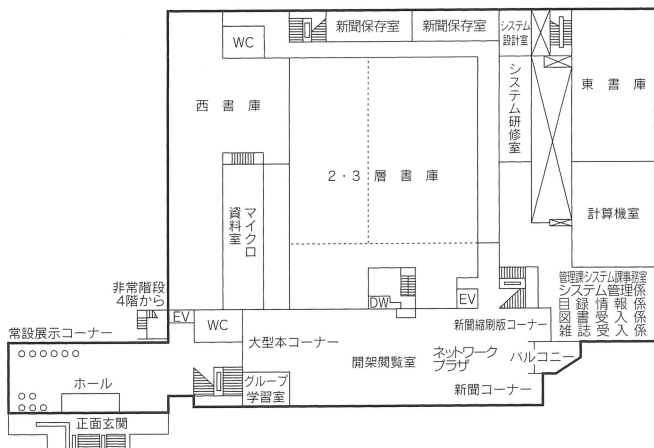 WC
新聞保存室
新聞保存室
システム
設計室
西書庫
システム研修室
東書庫
2・3層書庫
マイクロ
資料室
計算機室
非常階段
4階から
管理課システム課事務室
システム管理係
目録情報係
図書受入係
雑誌受入係
DW
EV
EV
WC
常設展示コーナー
大型本コーナー
新聞縮刷版コーナー
開架閲覧室
ネットワーク
プラザ
バルコニー
ホール
グループ
学習室
新聞コーナー
正面玄関